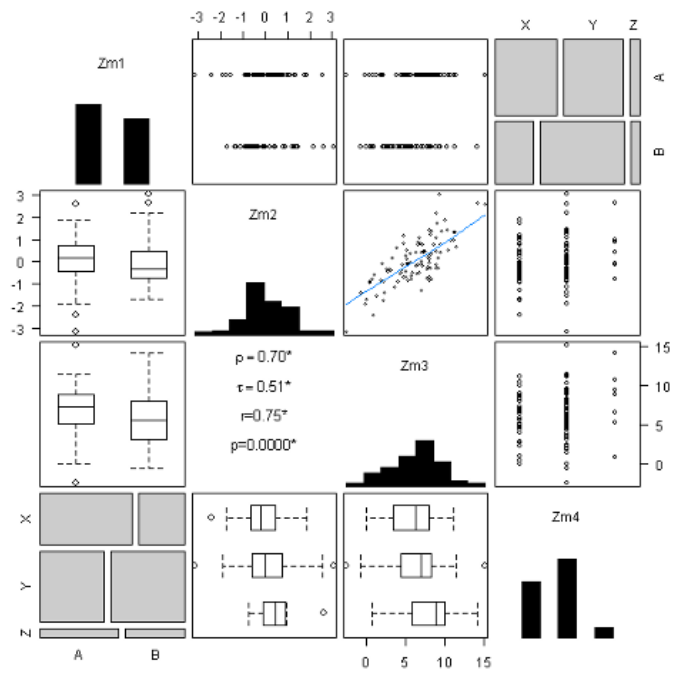 -3 -2 -1 0 1 2 3
X Y Z
Zm1
A
B
3
2
1
0
-1
-2
-3
Zm2
ρ = 0.70*
τ = 0.51*
r=0.75*
p=0.0000*
Zm3
15
10
5
0
X
Y
Z
Zm4
A B
0 5 10 15